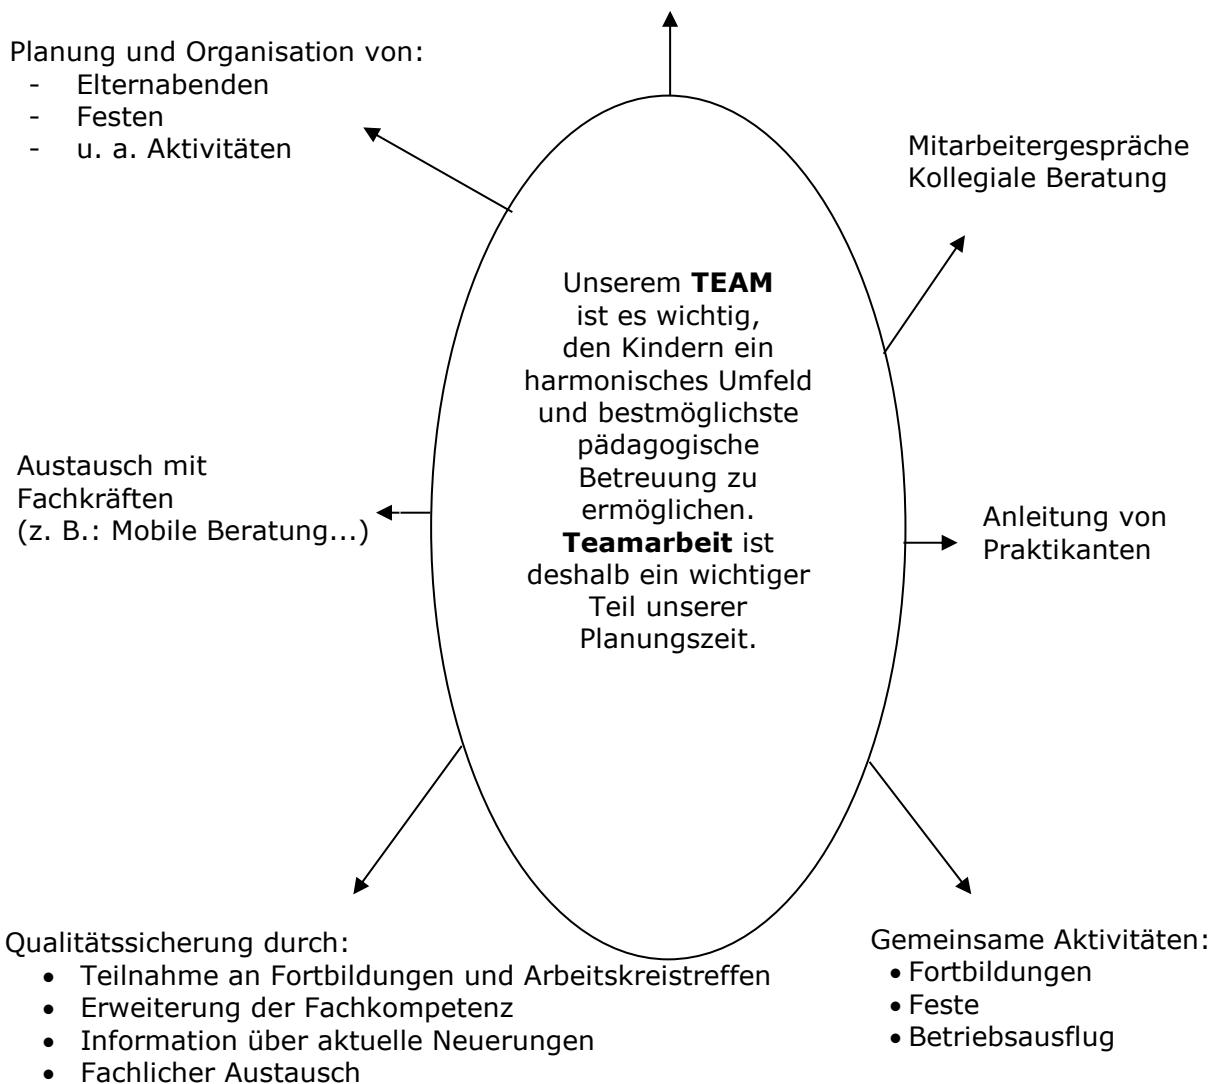 Planung und Organisation von:
- Elternabenden
- Festen
- u. a. Aktivitäten
Mitarbeitergespräche
Kollegiale Beratung
Unserem TEAM
ist es wichtig,
den Kindern ein
harmonisches Umfeld
und bestmöglichste
pädagogische
Betreuung zu
ermöglichen.
Teamarbeit ist
deshalb ein wichtiger
Teil unserer
Planungszeit.
Austausch mit
Fachkräften
(z. B.: Mobile Beratung...)
Anleitung von
Praktikanten
Qualitätssicherung durch:
• Teilnahme an Fortbildungen und Arbeitskreistreffen
• Erweiterung der Fachkompetenz
• Information über aktuelle Neuerungen
• Fachlicher Austausch
Gemeinsame Aktivitäten:
• Fortbildungen
• Feste
• Betriebsausflug